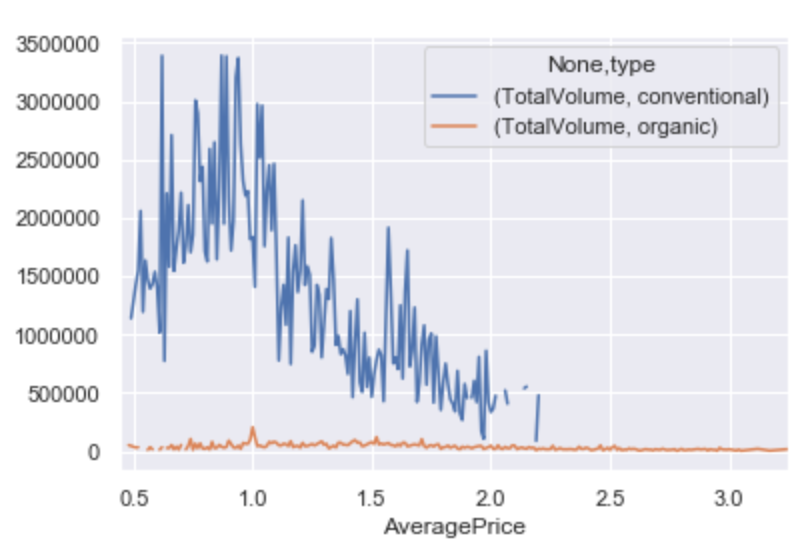 3500000
3000000
2500000
2000000
1500000
1000000
500000
0
None,type
(TotalVolume, conventional)
(TotalVolume, organic)
0.5 1.0 1.5 2.0 2.5 3.0
AveragePrice